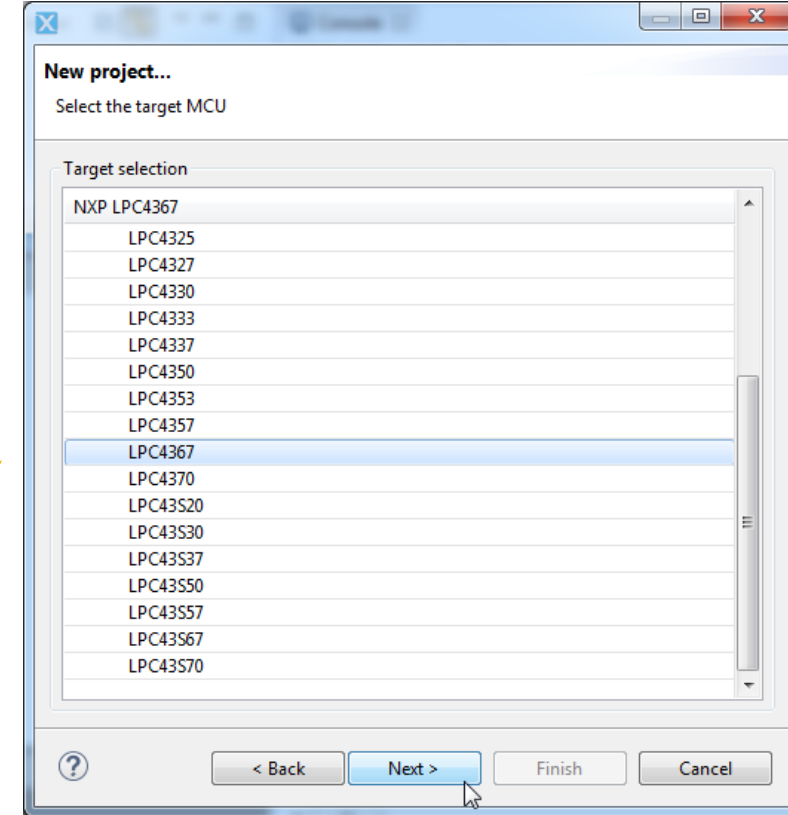 Console
New project...
Select the target MCU
Target selection
NXP LPC4367
LPC4325
LPC4327
LPC4330
LPC4333
LPC4337
LPC4350
LPC4353
LPC4357
LPC4367
LPC4370
LPC43S20
LPC43S30
LPC43S37
LPC43S50
LPC43S57
LPC43S67
LPC43S70
< Back Next > Finish Cancel